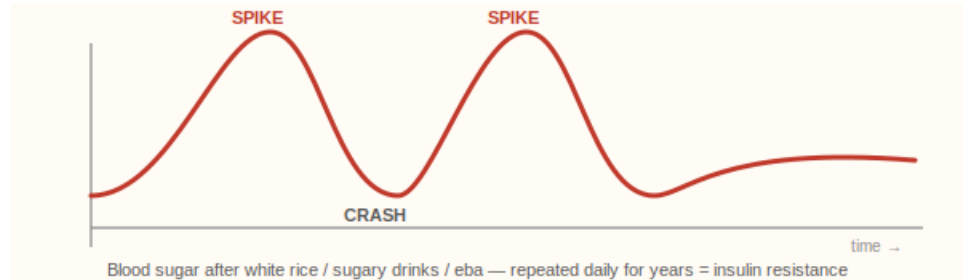 SPIKE SPIKE
CRASH
time →
Blood sugar after white rice / sugary drinks / eba — repeated daily for years = insulin resistance